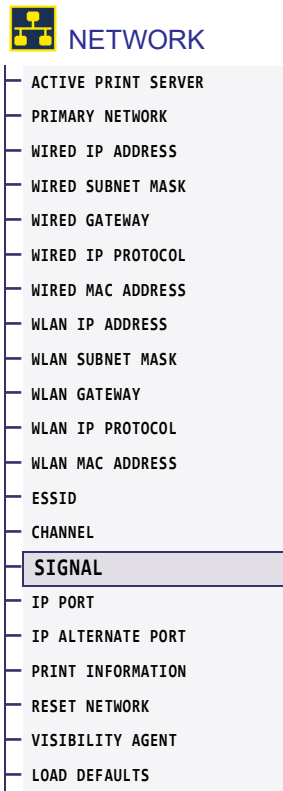 NETWORK
ACTIVE PRINT SERVER
PRIMARY NETWORK
WIRED IP ADDRESS
WIRED SUBNET MASK
WIRED GATEWAY
WIRED IP PROTOCOL
WIRED MAC ADDRESS
WLAN IP ADDRESS
WLAN SUBNET MASK
WLAN GATEWAY
WLAN IP PROTOCOL
WLAN MAC ADDRESS
ESSID
CHANNEL
SIGNAL
IP PORT
IP ALTERNATE PORT
PRINT INFORMATION
RESET NETWORK
VISIBILITY AGENT
LOAD DEFAULTS